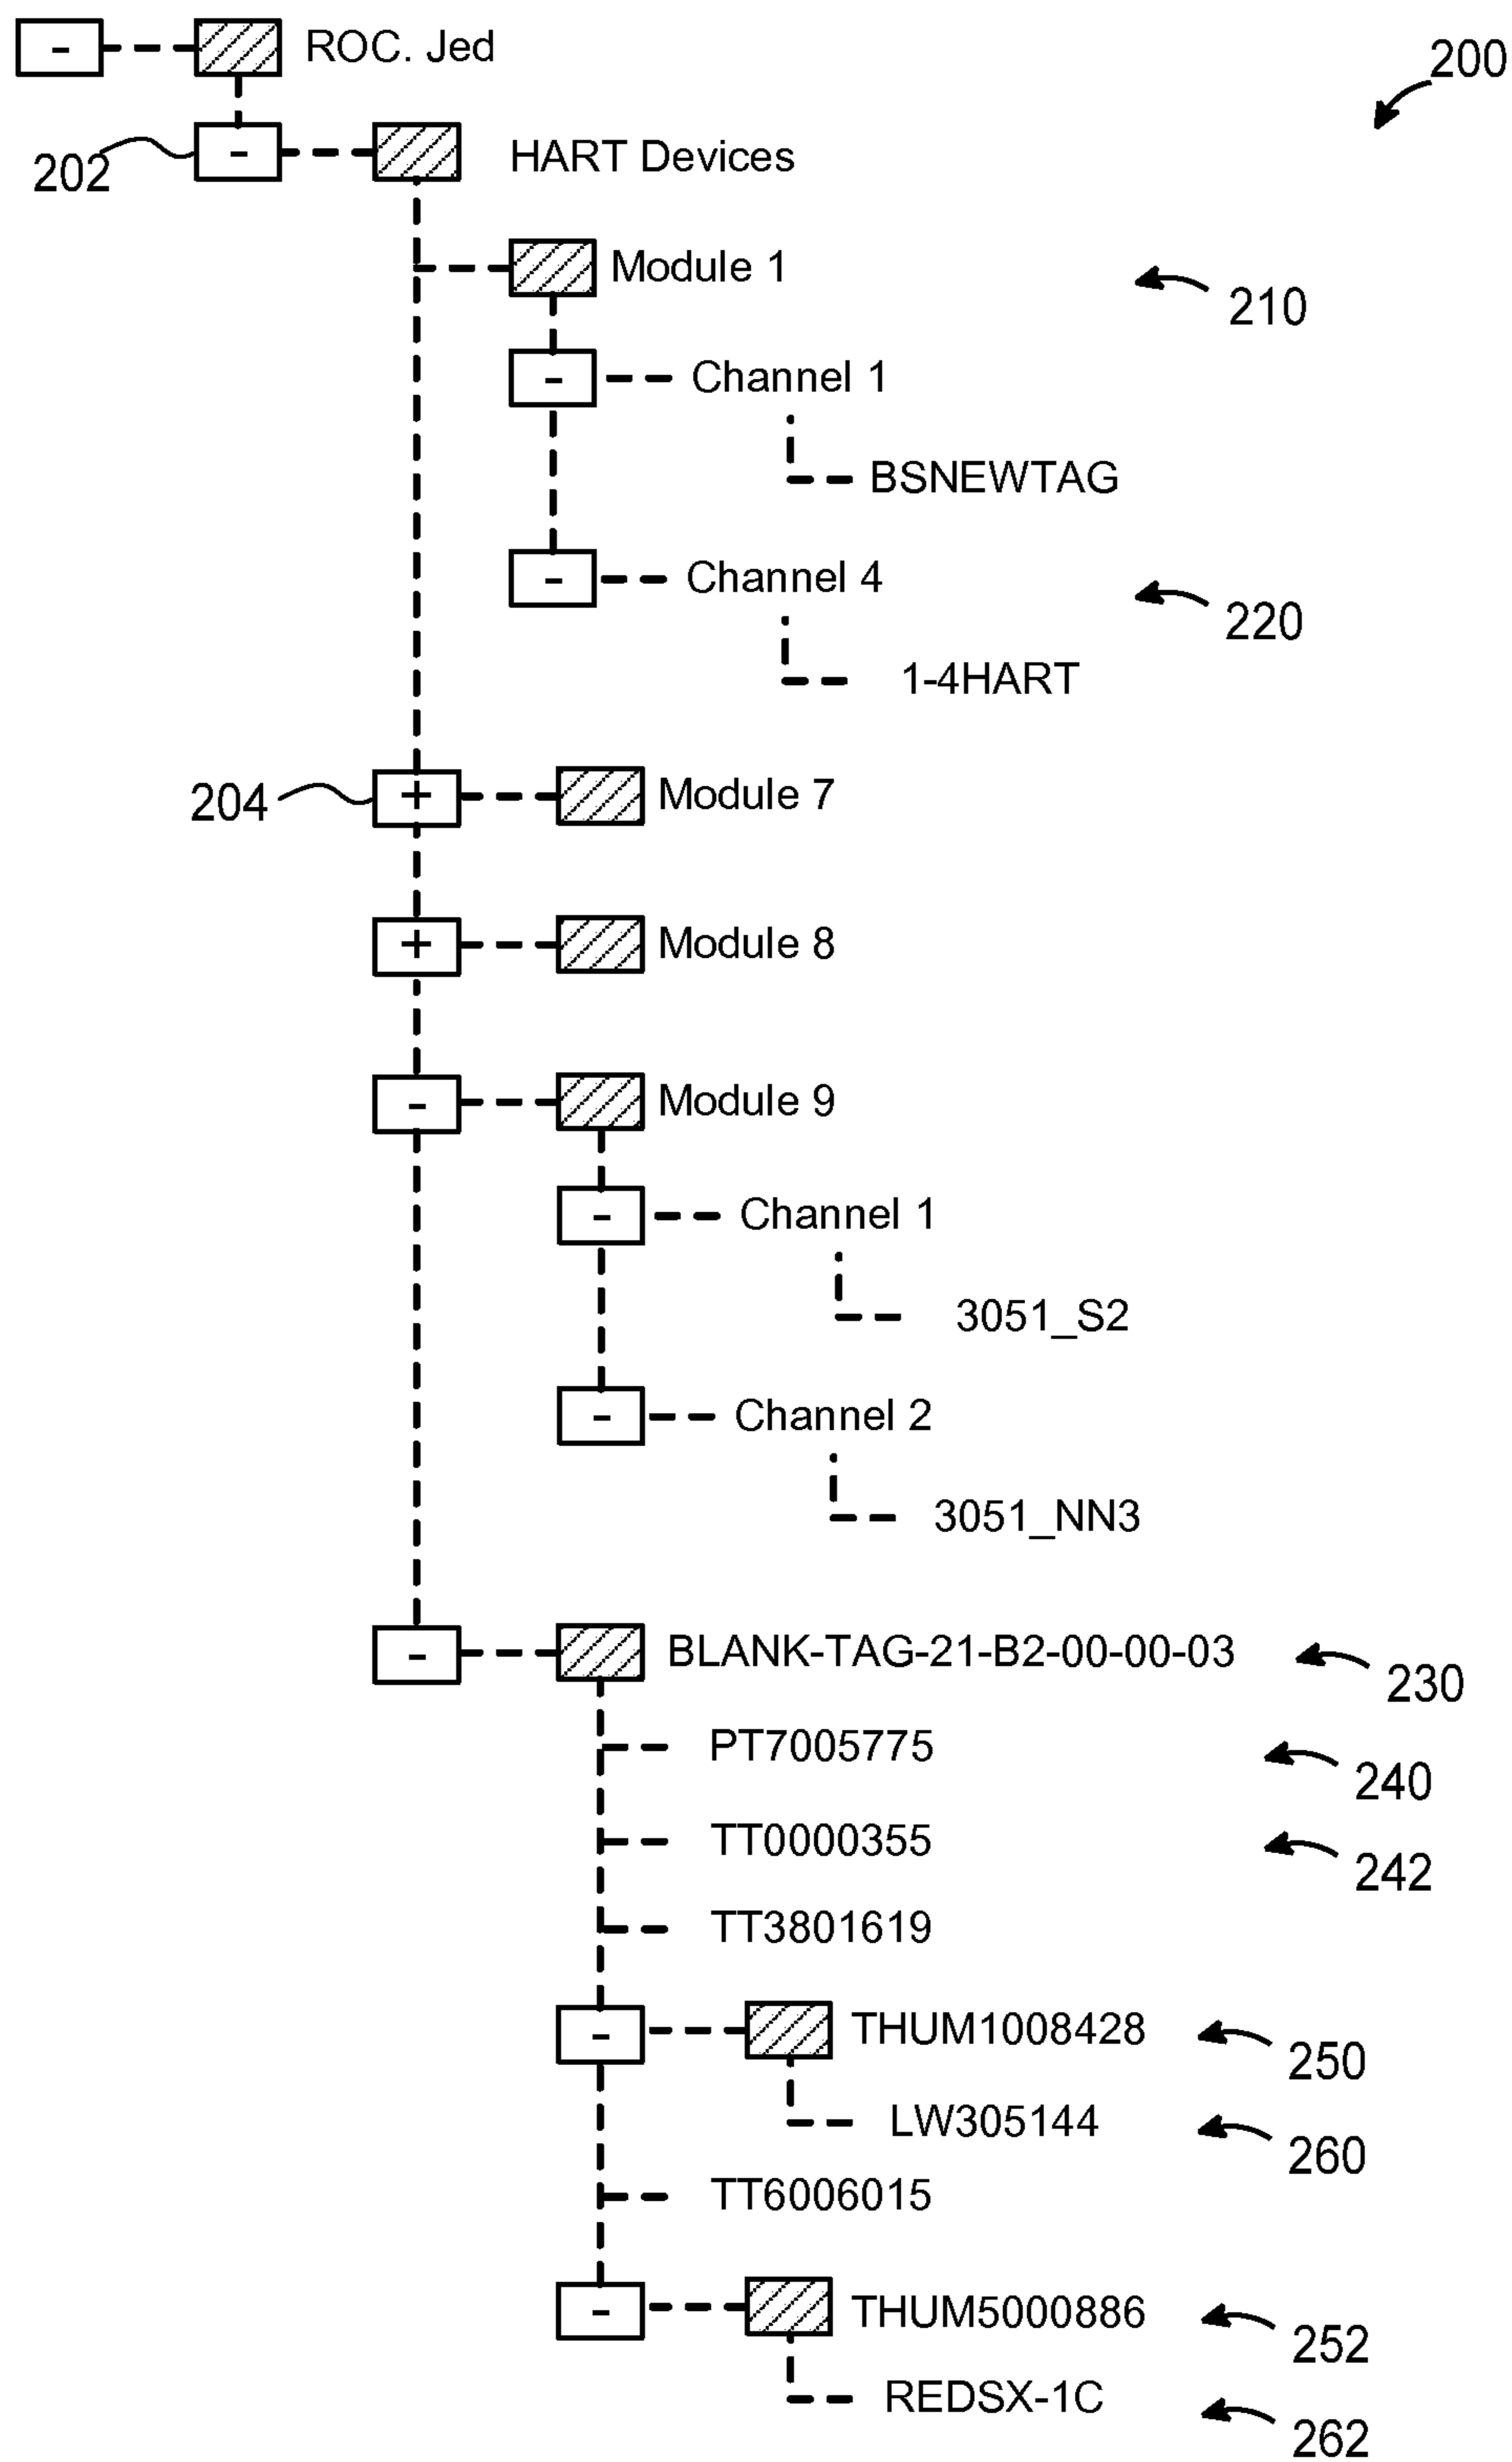 - ROC. Jed
200
202 - HART Devices
Module 1
210
- Channel 1
BSNEWTAG
- Channel 4
220
1-4HART
204 + Module 7
+ Module 8
- Module 9
- Channel 1
3051_S2
- Channel 2
3051_NN3
- BLANK-TAG-21-B2-00-00-03
230
PT7005775
240
TT0000355
242
TT3801619
- THUM1008428
250
LW305144
260
TT6006015
- THUM5000886
252
REDSX-1C
262